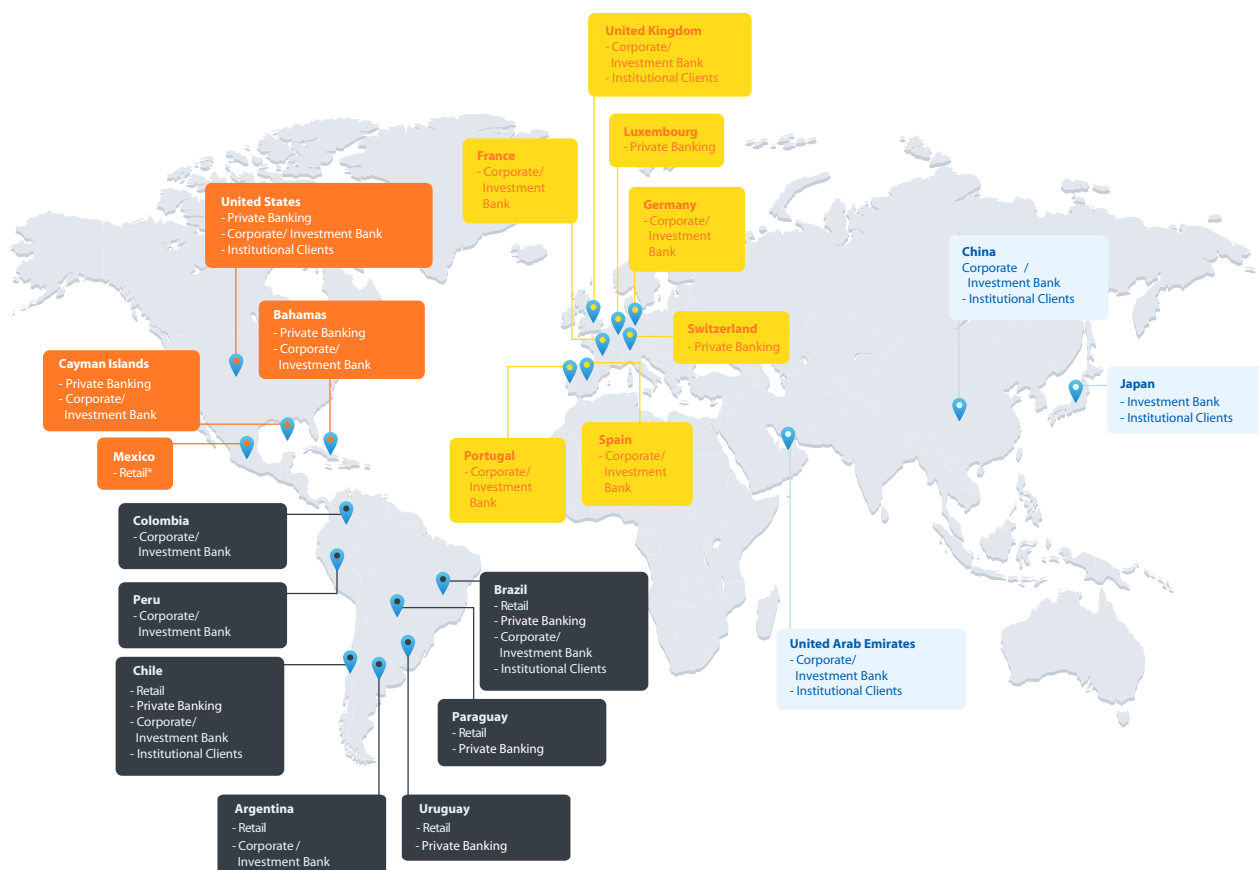 United Kingdom
- Corporate/
Investment Bank
- Institutional Clients
Luxembourg
- Private Banking
France
- Corporate/
Investment
Bank
United States
- Private Banking
- Corporate/ Investment Bank
- Institutional Clients
Germany
- Corporate/
Investment
Bank
China
Corporate /
Investment Bank
- Institutional Clients
Bahamas
- Private Banking
- Corporate/
Investment Bank
Switzerland
- Private Banking
Cayman Islands
- Private Banking
- Corporate/
Investment Bank
Japan
- Investment Bank
- Institutional Clients
Mexico
- Retail*
Portugal
- Corporate/
Investment
Bank
Spain
- Corporate/
Investment
Bank
Colombia
- Corporate/
Investment Bank
Peru
- Corporate/
Investment Bank
Brazil
- Retail
- Private Banking
- Corporate/
Investment Bank
- Institutional Clients
United Arab Emirates
- Corporate/
Investment Bank
- Institutional Clients
Chile
- Retail
- Private Banking
- Corporate/
Investment Bank
- Institutional Clients
Paraguay
- Retail
- Private Banking
Argentina
- Retail
- Corporate /
Investment Bank
Uruguay
- Retail
- Private Banking